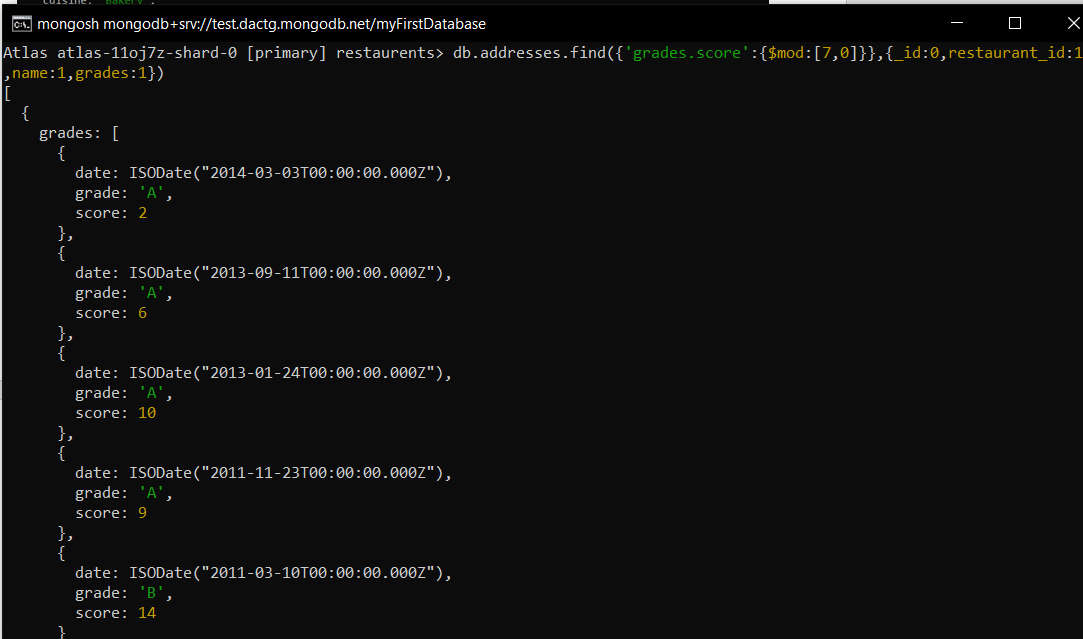 cuisine: 'Bakery',
mongosh mongodb+srv://test.dactg.mongodb.net/myFirstDatabase
Atlas atlas-11oj7z-shard-0 [primary] restaurents> db.addresses.find({'grades.score':{$mod:[7,0]}},{_id:0,restaurant_id:1
,name:1,grades:1})
[
  {
    grades: [
      {
        date: ISODate("2014-03-03T00:00:00.000Z"),
        grade: 'A',
        score: 2
      },
      {
        date: ISODate("2013-09-11T00:00:00.000Z"),
        grade: 'A',
        score: 6
      },
      {
        date: ISODate("2013-01-24T00:00:00.000Z"),
        grade: 'A',
        score: 10
      },
      {
        date: ISODate("2011-11-23T00:00:00.000Z"),
        grade: 'A',
        score: 9
      },
      {
        date: ISODate("2011-03-10T00:00:00.000Z"),
        grade: 'B',
        score: 14
      }